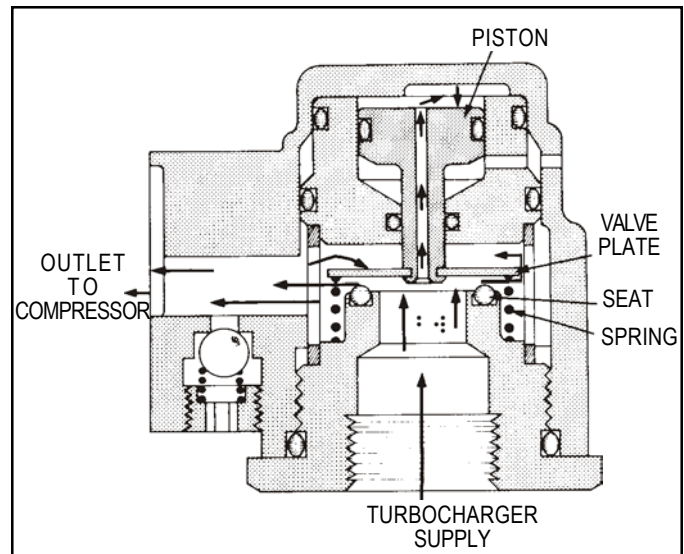 PISTON
VALVE
PLATE
OUTLET
TO
COMPRESSOR
SEAT
SPRING
TURBOCHARGER
SUPPLY